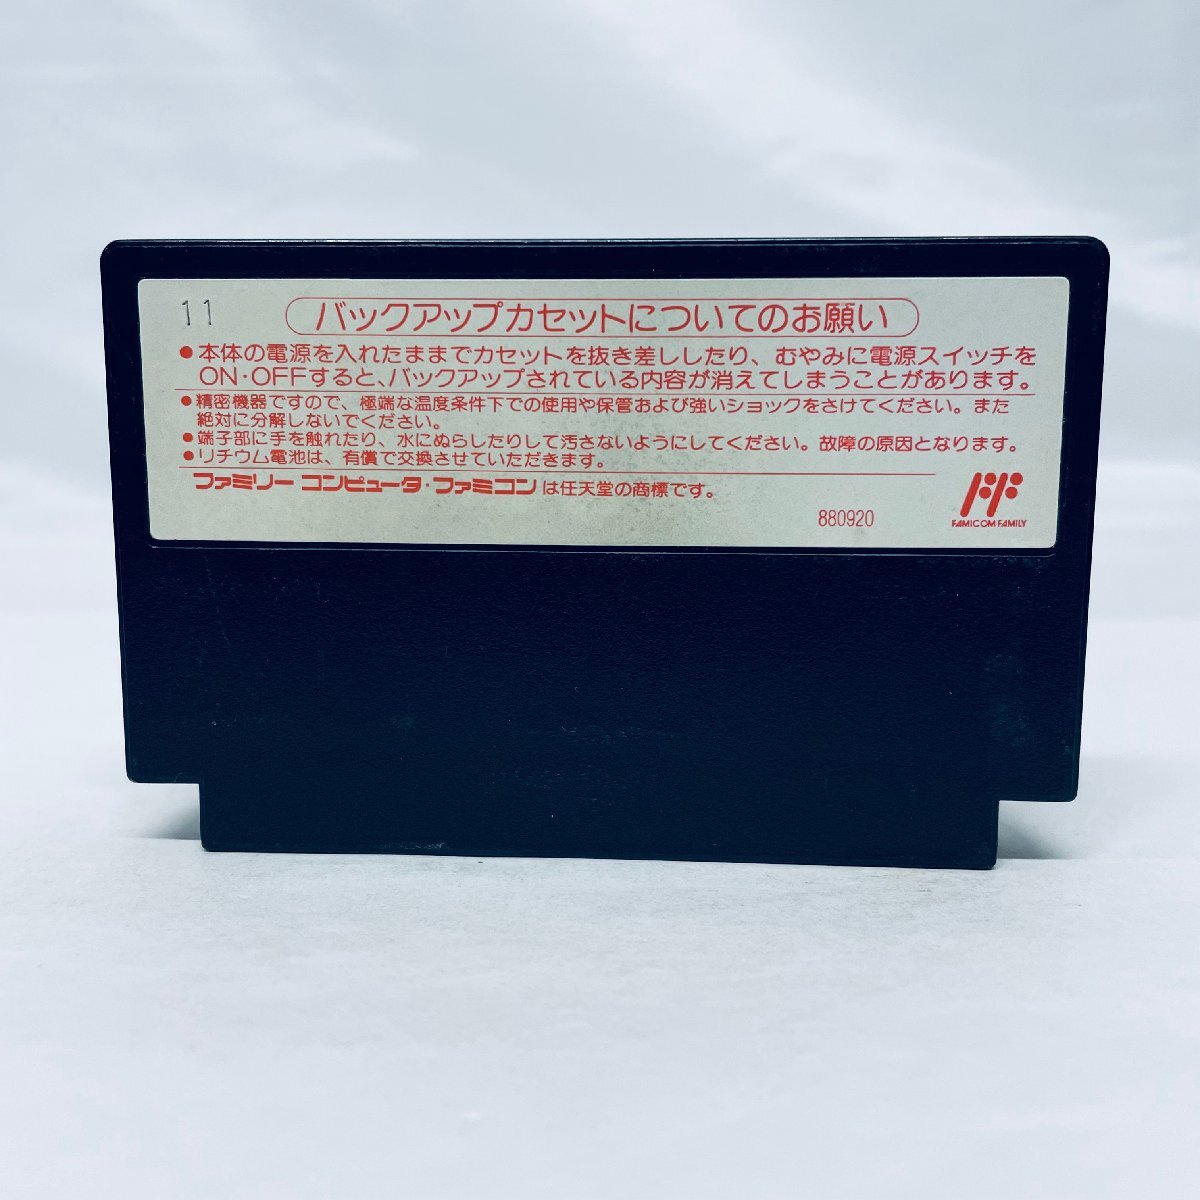 11
バックアップカセットについてのお願い
●本体の電源を入れたままでカセットを抜き差ししたり、むやみに電源スイッチを
ON・OFFすると、バックアップされている内容が消えてしまうことがあります。
●精密機器ですので、極端な温度条件下での使用や保管および強いショックをさけてください。また
絶対に分解しないでください。
●端子部に手を触れたり、水にぬらしたりして汚さないようにしてください。故障の原因となります。
●リチウム電池は、有償で交換させていただきます。
ファミリー コンピュータ・ファミコンは任天堂の商標です。
880920
FAMICOM FAMILY